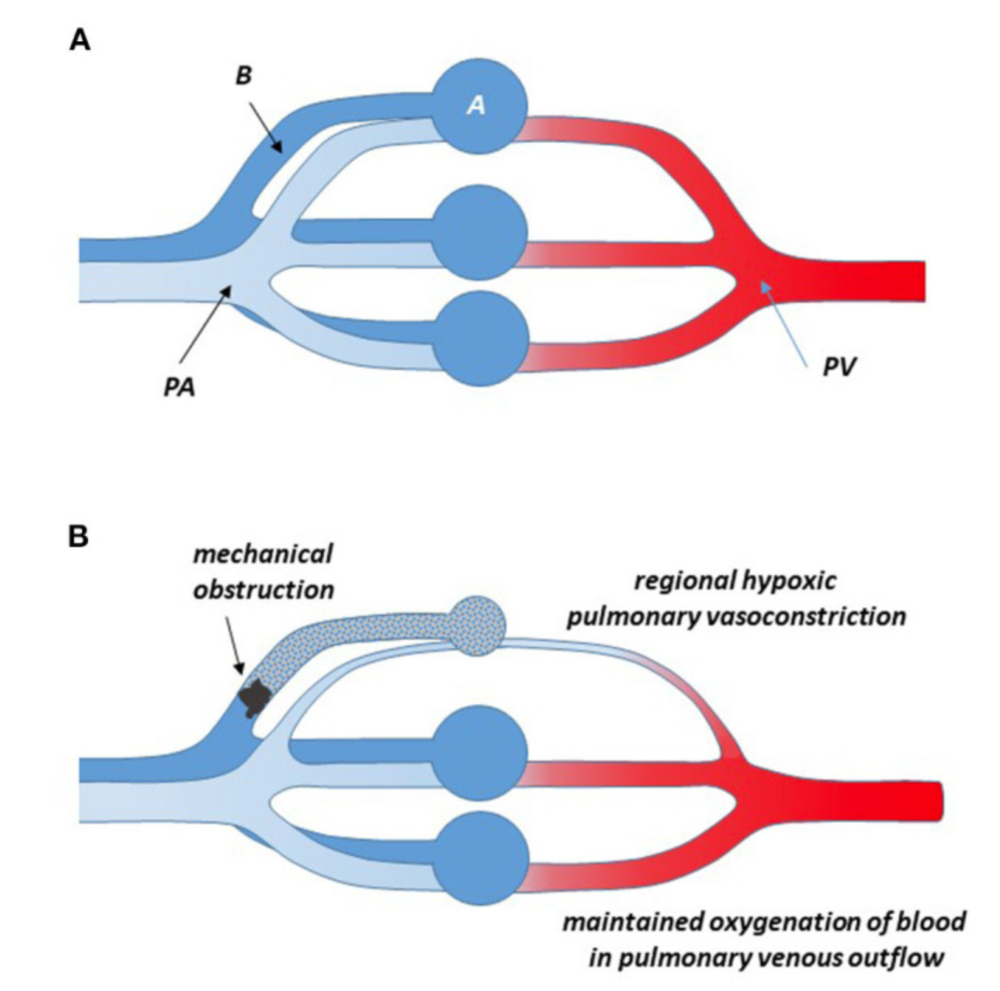 A
B
A
PA
PV
B
mechanical
obstruction
regional hypoxic
pulmonary vasoconstriction
maintained oxygenation of blood
in pulmonary venous outflow